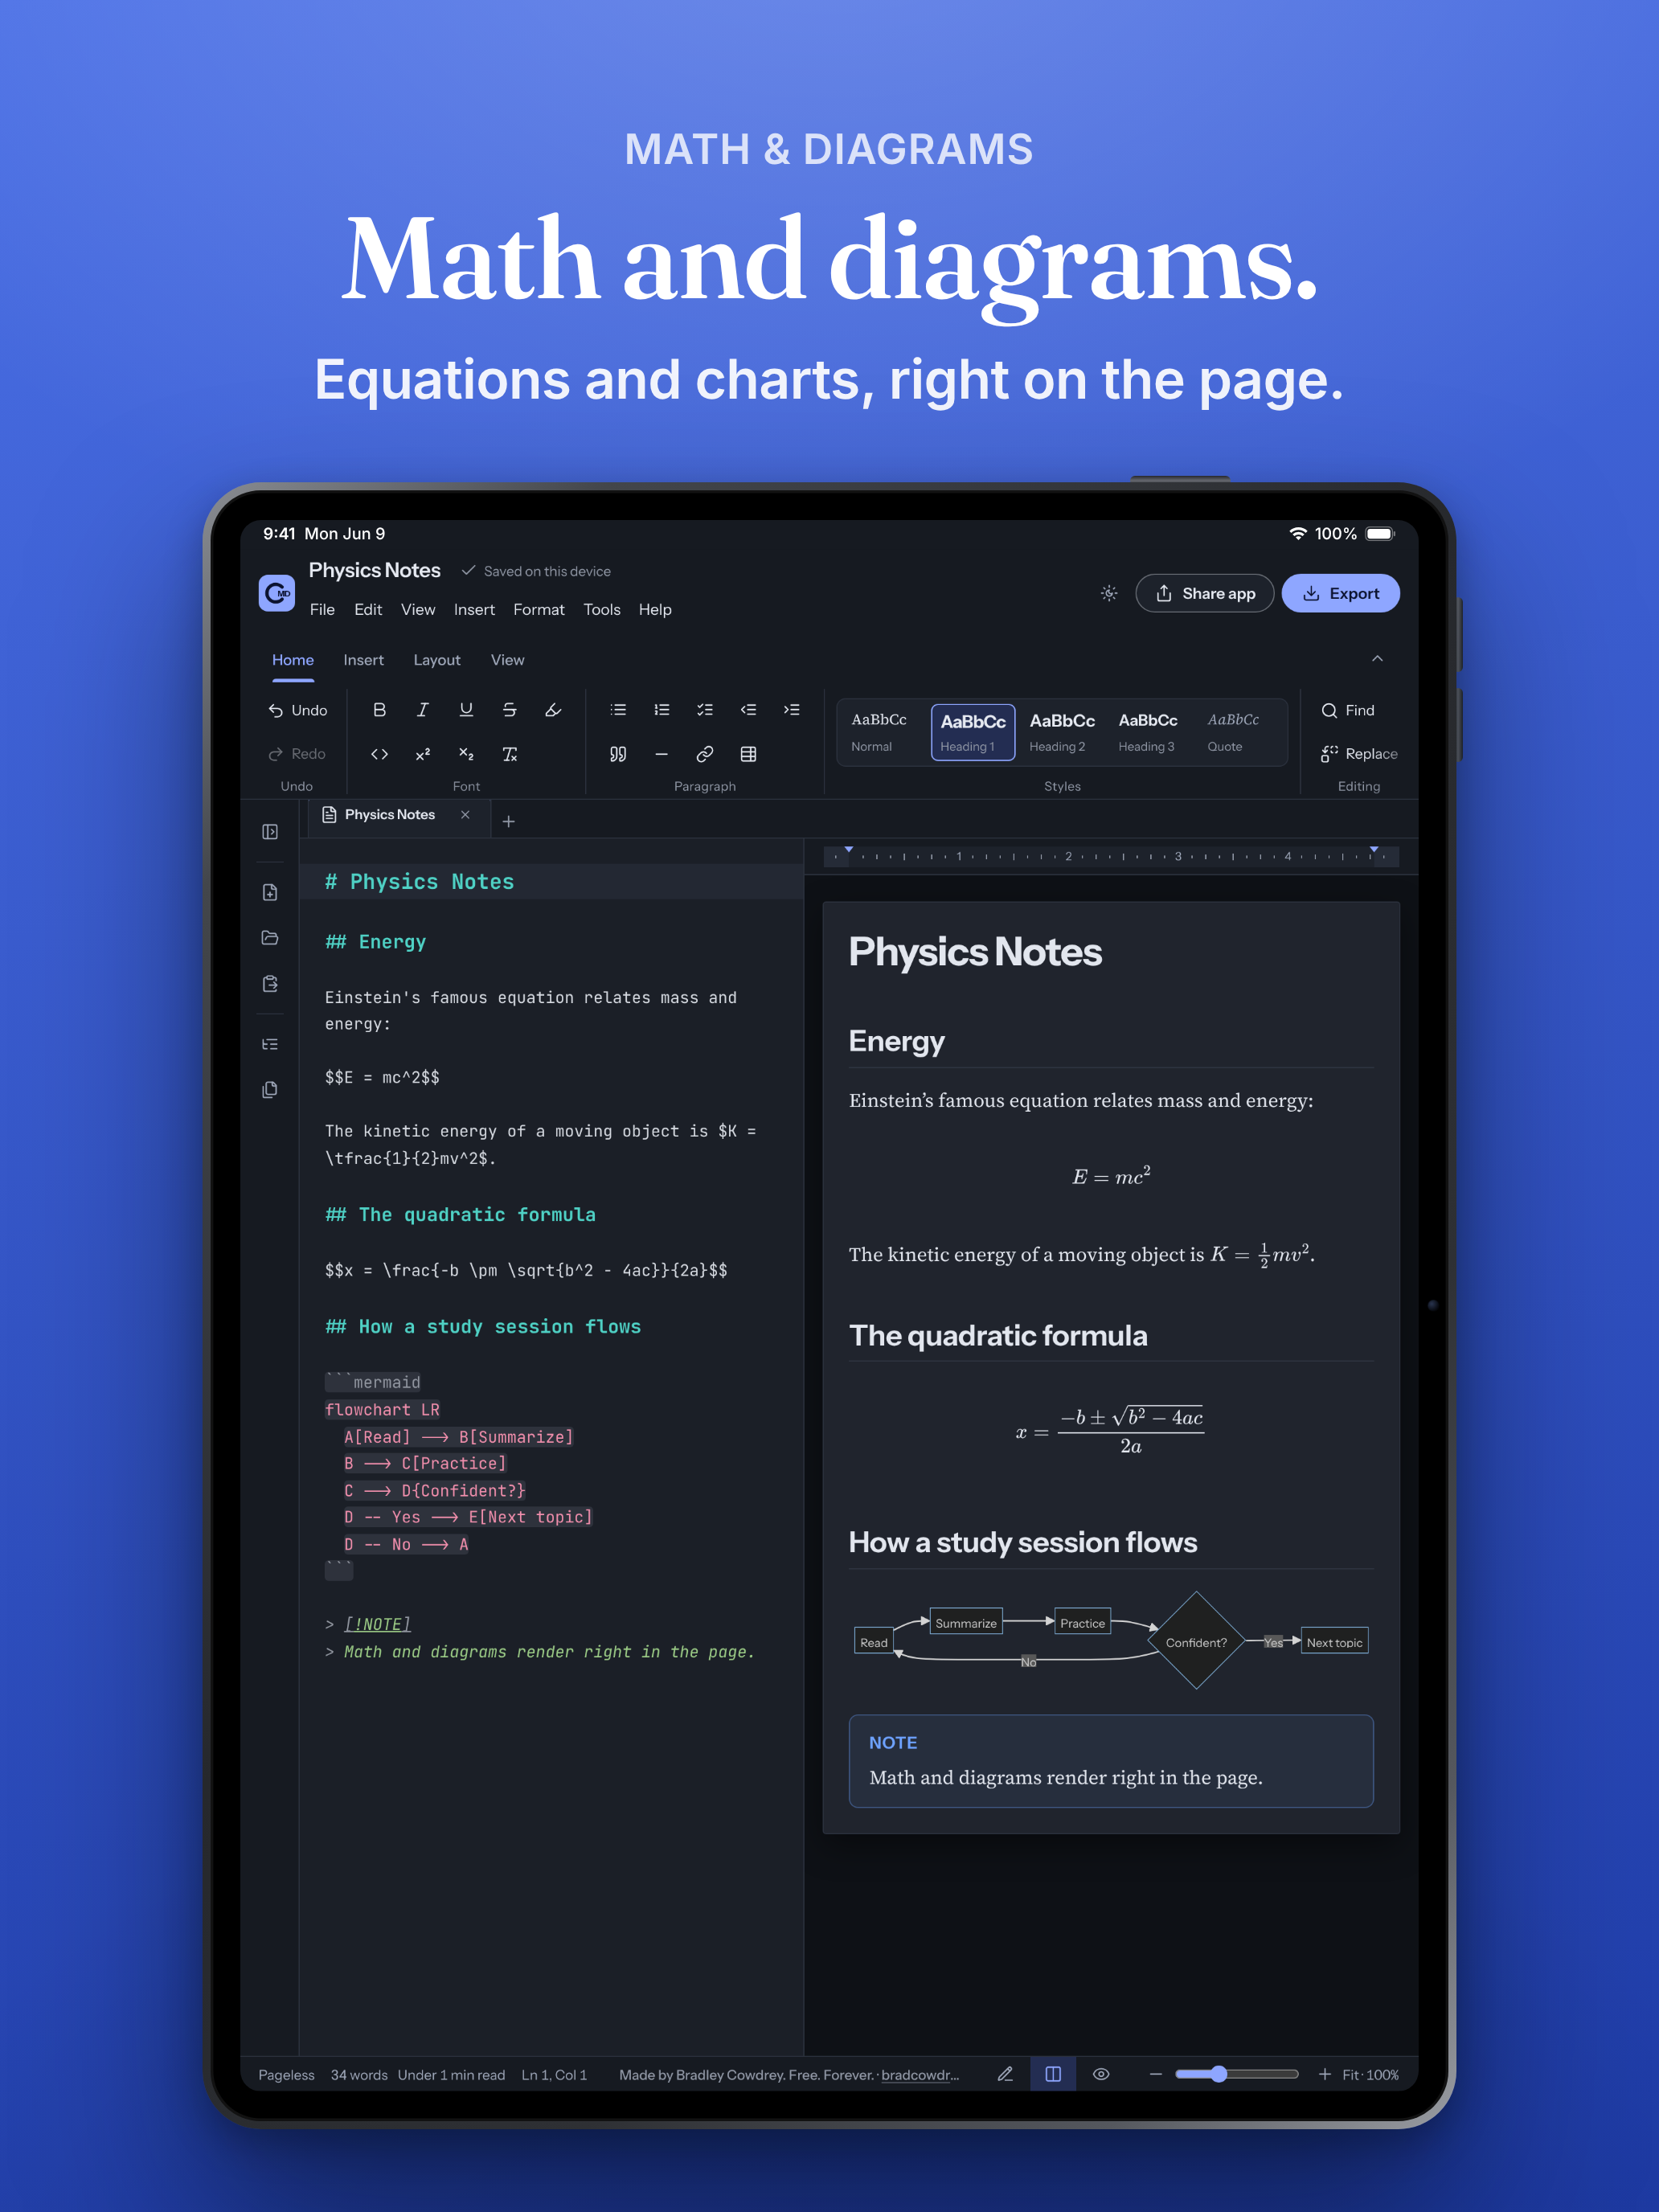 MATH & DIAGRAMS
Math and diagrams.
Equations and charts, right on the page.
9:41 Mon Jun 9
100%
Physics Notes
Saved on this device
CMD
File Edit View Insert Format Tools Help
Share app
Export
Home Insert Layout View
Undo
Redo
Undo
B I U S
<> x² x₂ Tx
Font
Paragraph
AaBbCc AaBbCc AaBbCc AaBbCc AaBbCc
Normal Heading 1 Heading 2 Heading 3 Quote
Styles
Find
Replace
Editing
Physics Notes × +
# Physics Notes
## Energy
Einstein's famous equation relates mass and
energy:
$$E = mc^2$$
The kinetic energy of a moving object is $K =
\tfrac{1}{2}mv^2$.
## The quadratic formula
$$x = \frac{-b \pm \sqrt{b^2 - 4ac}}{2a}$$
## How a study session flows
```mermaid
flowchart LR
A[Read] --> B[Summarize]
B --> C[Practice]
C --> D{Confident?}
D -- Yes --> E[Next topic]
D -- No --> A
```
> [!NOTE]
> Math and diagrams render right in the page.
1 2 3 4
Physics Notes
Energy
Einstein’s famous equation relates mass and energy:
E = mc²
The kinetic energy of a moving object is K = ½mv².
The quadratic formula
x = (−b ± √(b² − 4ac)) / 2a
How a study session flows
Read
Summarize
Practice
Confident?
Yes
Next topic
No
NOTE
Math and diagrams render right in the page.
Pageless 34 words Under 1 min read Ln 1, Col 1 Made by Bradley Cowdrey. Free. Forever. · bradcowdr... Fit · 100%